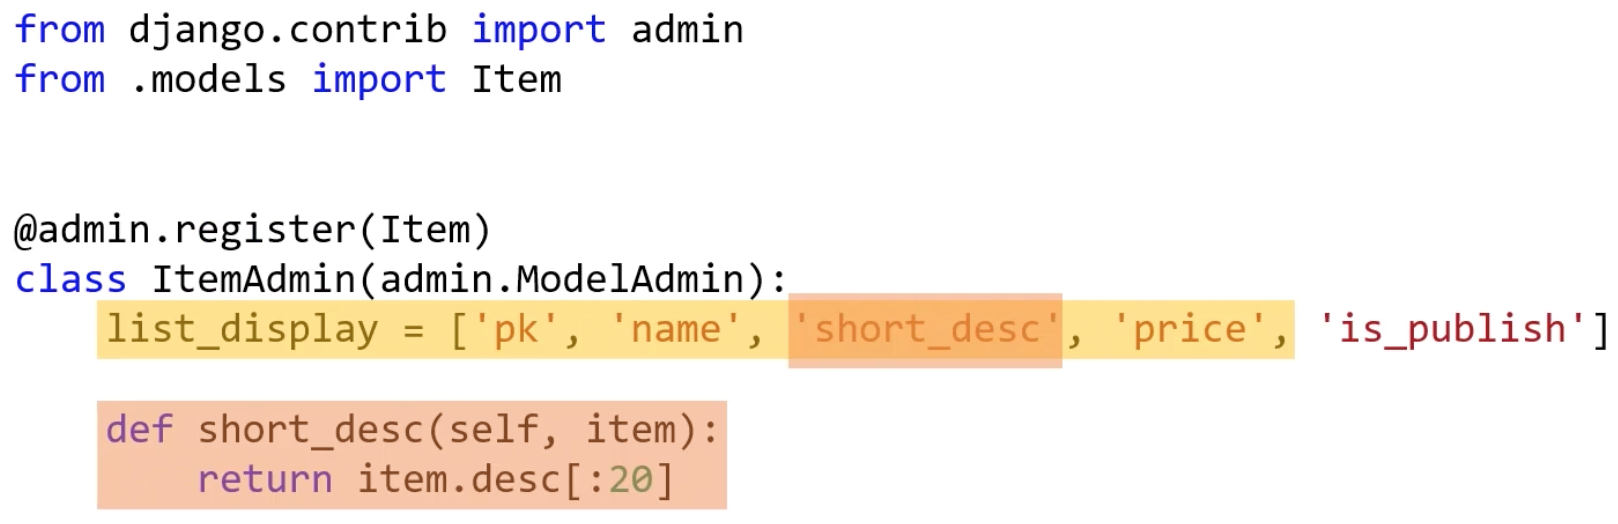 from django.contrib import admin
from .models import Item
@admin.register(Item)
class ItemAdmin(admin.ModelAdmin):
    list_display = ['pk', 'name', 'short_desc', 'price', 'is_publish']
    def short_desc(self, item):
        return item.desc[:20]